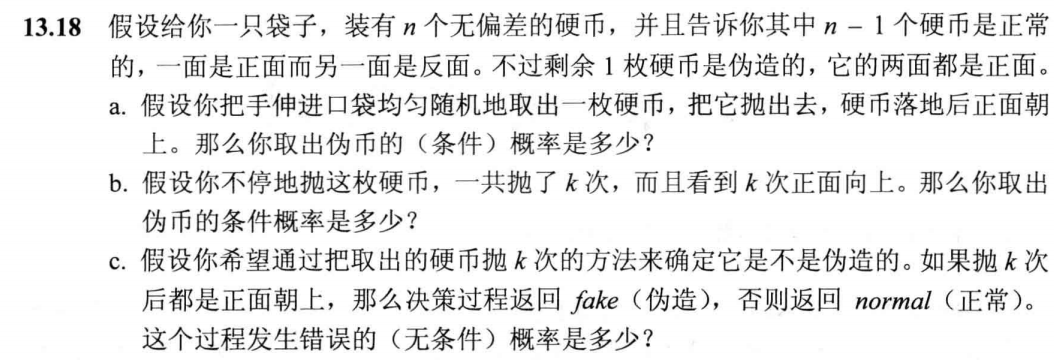 13.18 假设给你一只袋子，装有 n 个无偏差的硬币，并且告诉你其中 n – 1 个硬币是正常
的，一面是正面而另一面是反面。不过剩余 1 枚硬币是伪造的，它的两面都是正面。
a. 假设你把手伸进口袋均匀随机地取出一枚硬币，把它抛出去，硬币落地后正面朝
上。那么你取出伪币的（条件）概率是多少？
b. 假设你不停地抛这枚硬币，一共抛了 k 次，而且看到 k 次正面向上。那么你取出
伪币的条件概率是多少？
c. 假设你希望通过把取出的硬币抛 k 次的方法来确定它是不是伪造的。如果抛 k 次
后都是正面朝上，那么决策过程返回 fake（伪造），否则返回 normal（正常）。
这个过程发生错误的（无条件）概率是多少？